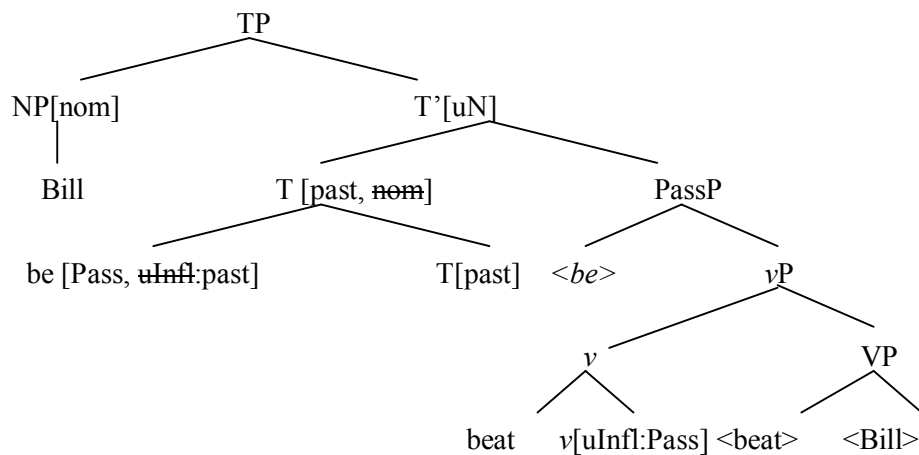 TP
NP[nom] T’[uN]
Bill T [past, nom] PassP
be [Pass, uInfl:past] T[past] <be> vP
v VP
beat v[uInfl:Pass] <beat> <Bill>